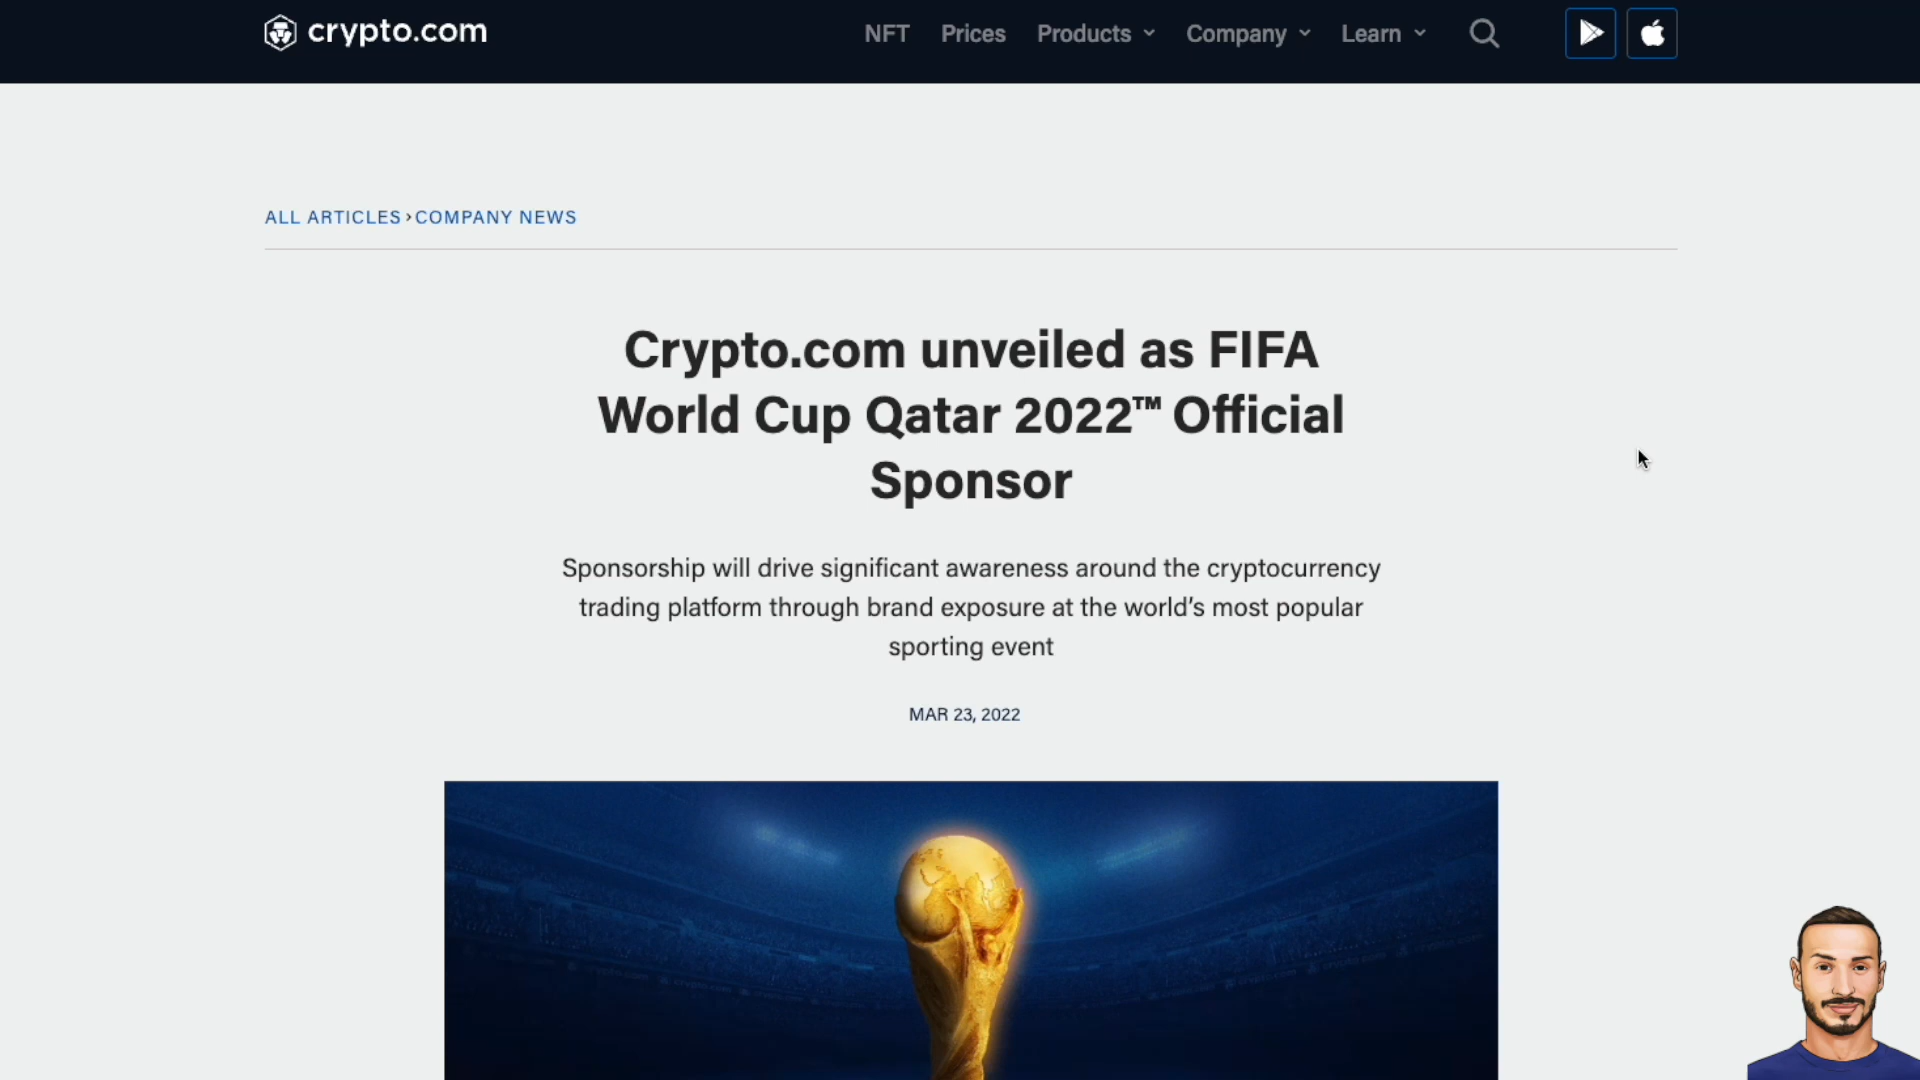 crypto.com
NFT Prices Products Company Learn
ALL ARTICLES › COMPANY NEWS
Crypto.com unveiled as FIFA
World Cup Qatar 2022™ Official
Sponsor
Sponsorship will drive significant awareness around the cryptocurrency
trading platform through brand exposure at the world’s most popular
sporting event
MAR 23, 2022